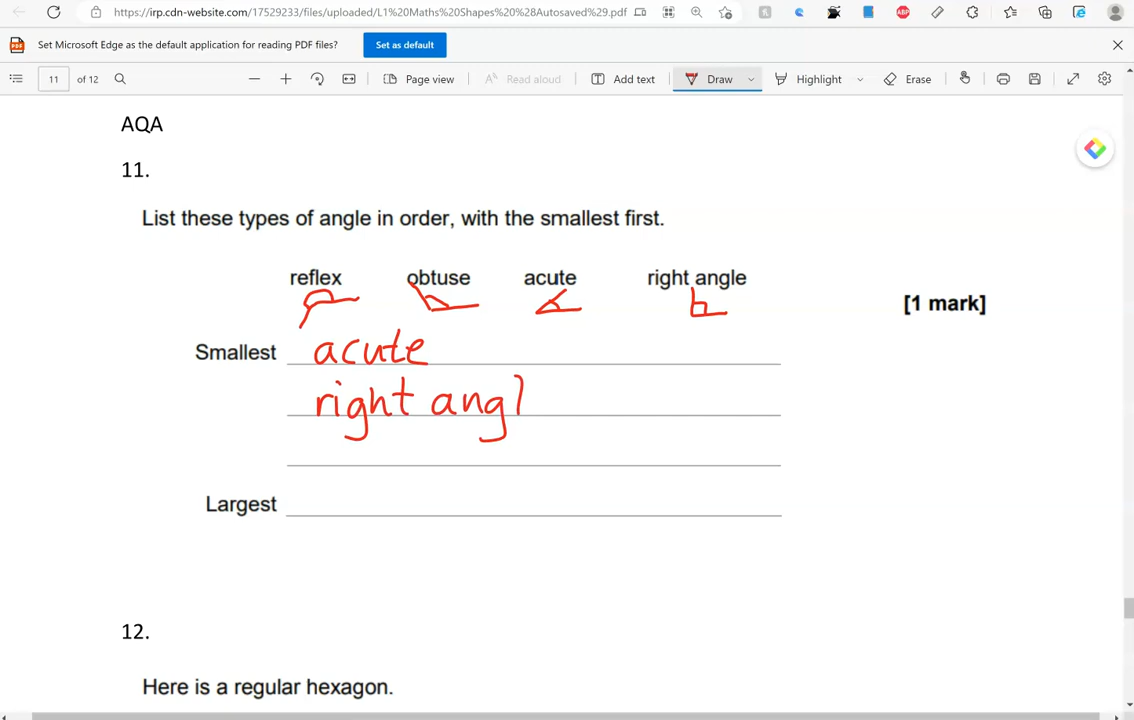 https://irp.cdn-website.com/17529233/files/uploaded/L1%20Maths%20Shapes%20%28Autosaved%29.pdf
Set Microsoft Edge as the default application for reading PDF files? Set as default
11 of 12 Page view Read aloud Add text Draw Highlight Erase
AQA
11.
List these types of angle in order, with the smallest first.
reflex obtuse acute right angle
[1 mark]
Smallest acute
right angl
Largest
12.
Here is a regular hexagon.